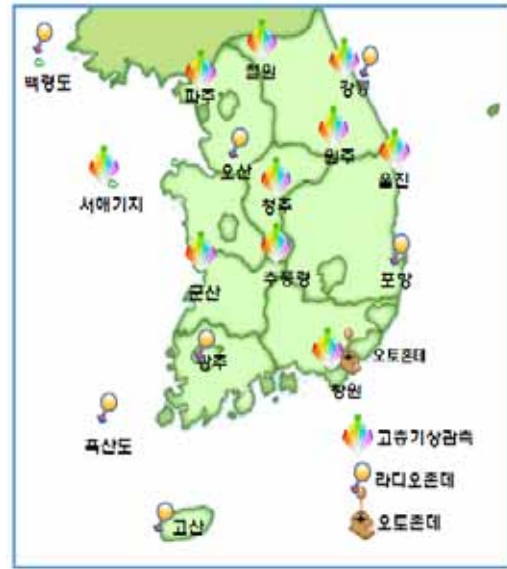 백령도
파주
철원
강릉
오산
원주
울진
서해기지
청주
군산
추풍령
포항
광주
창원
오토존데
흑산도
고산
고층기상관측
라디오존데
오토존데